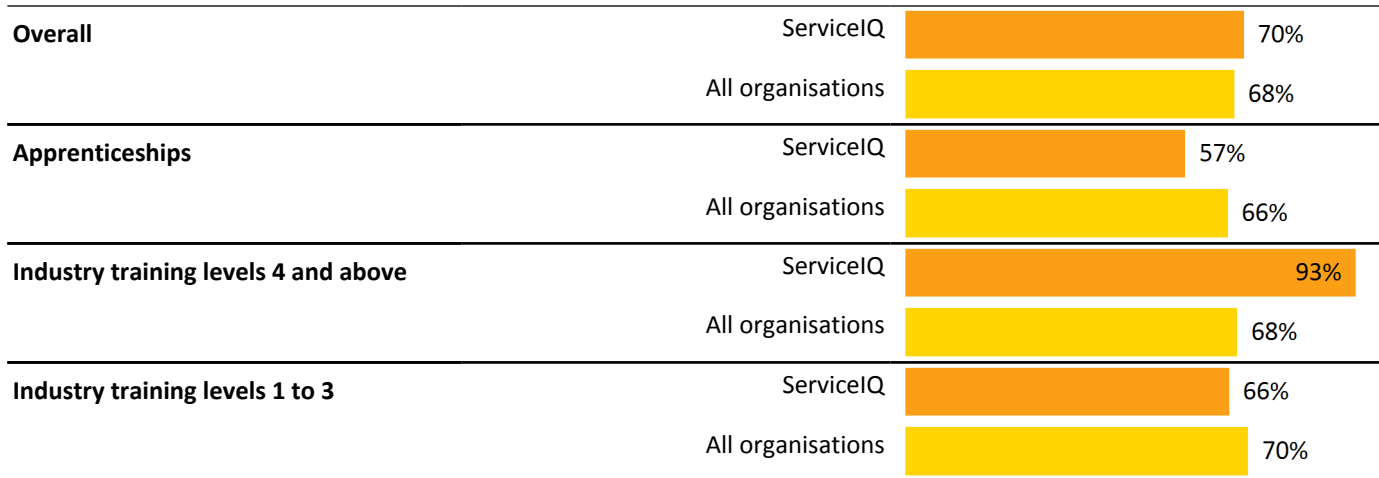 Overall ServiceIQ 70%
All organisations 68%
Apprenticeships ServiceIQ 57%
All organisations 66%
Industry training levels 4 and above ServiceIQ 93%
All organisations 68%
Industry training levels 1 to 3 ServiceIQ 66%
All organisations 70%